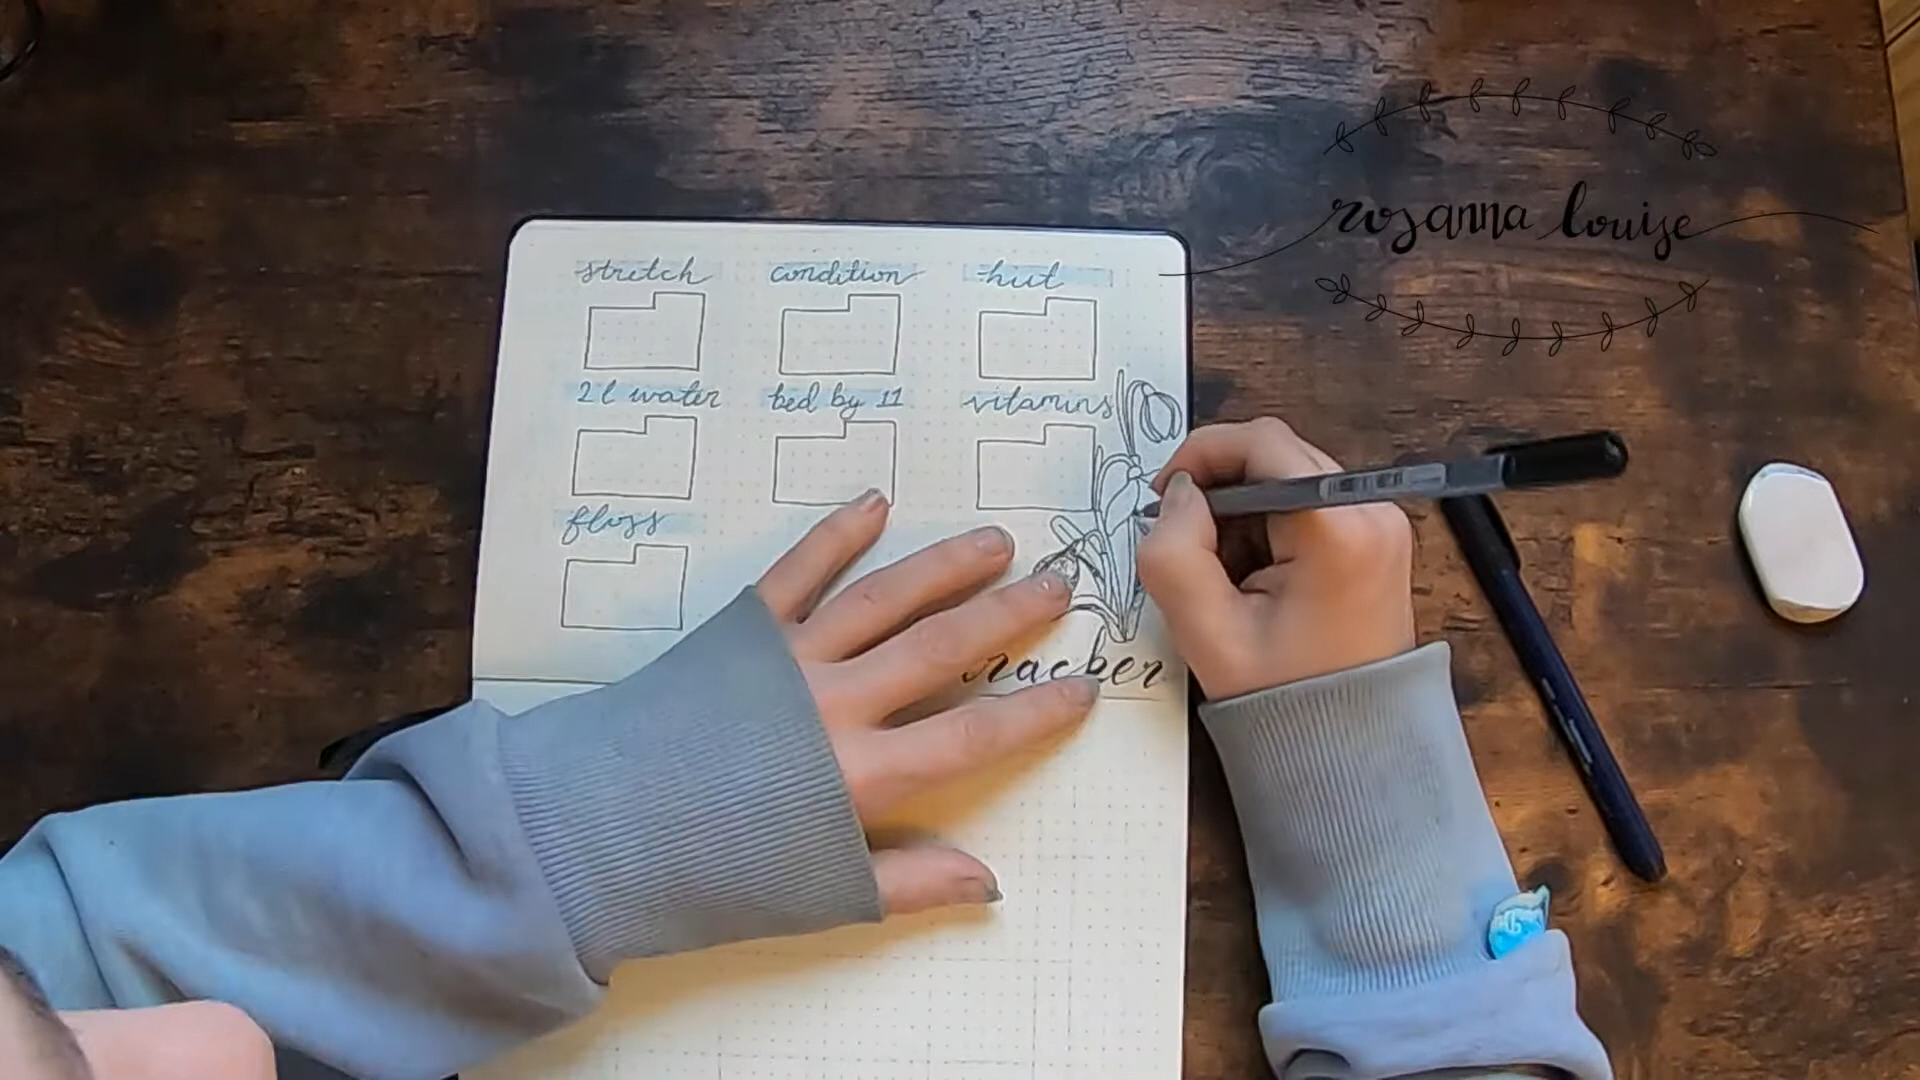 rosanna louise
stretch condition hiit
2l water bed by 11 vitamins
floss
racker